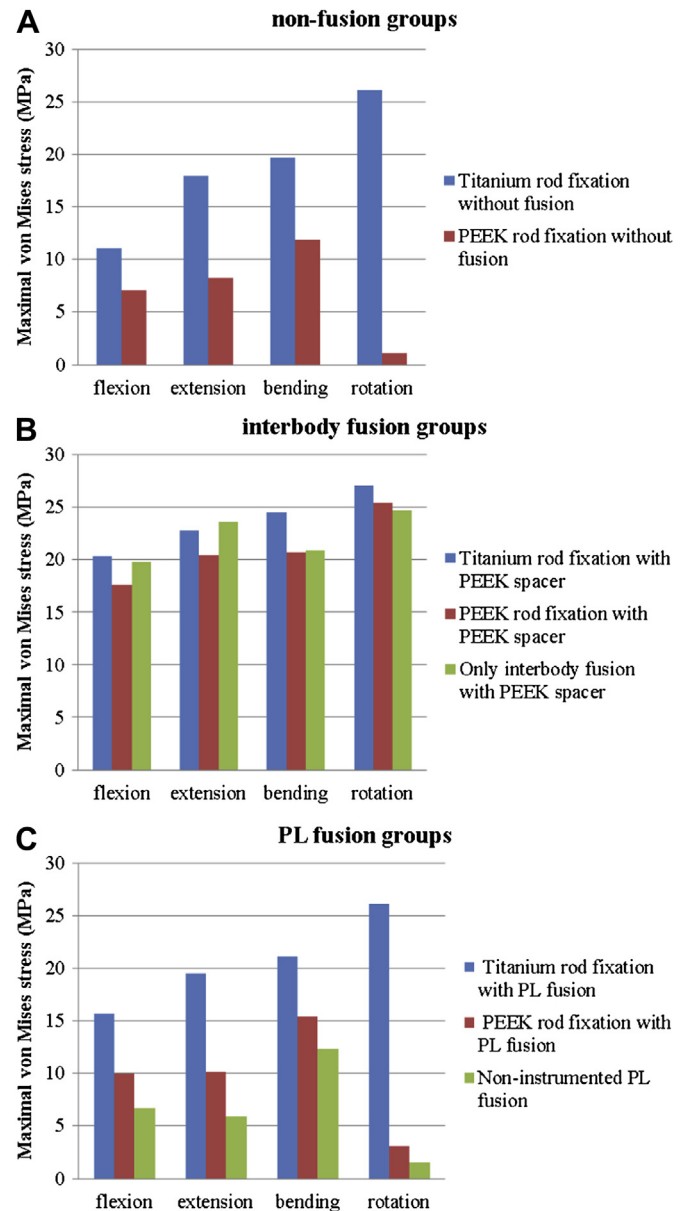 A
non-fusion groups
Maximal von Mises stress (MPa)
30
25
20
15
10
5
0
flexion extension bending rotation
Titanium rod fixation
without fusion
PEEK rod fixation without
fusion
B
interbody fusion groups
Maximal von Mises stress (MPa)
30
25
20
15
10
5
0
flexion extension bending rotation
Titanium rod fixation with
PEEK spacer
PEEK rod fixation with
PEEK spacer
Only interbody fusion
with PEEK spacer
C
PL fusion groups
Maximal von Mises stress (MPa)
30
25
20
15
10
5
0
flexion extension bending rotation
Titanium rod fixation
with PL fusion
PEEK rod fixation with
PL fusion
Non-instrumented PL
fusion